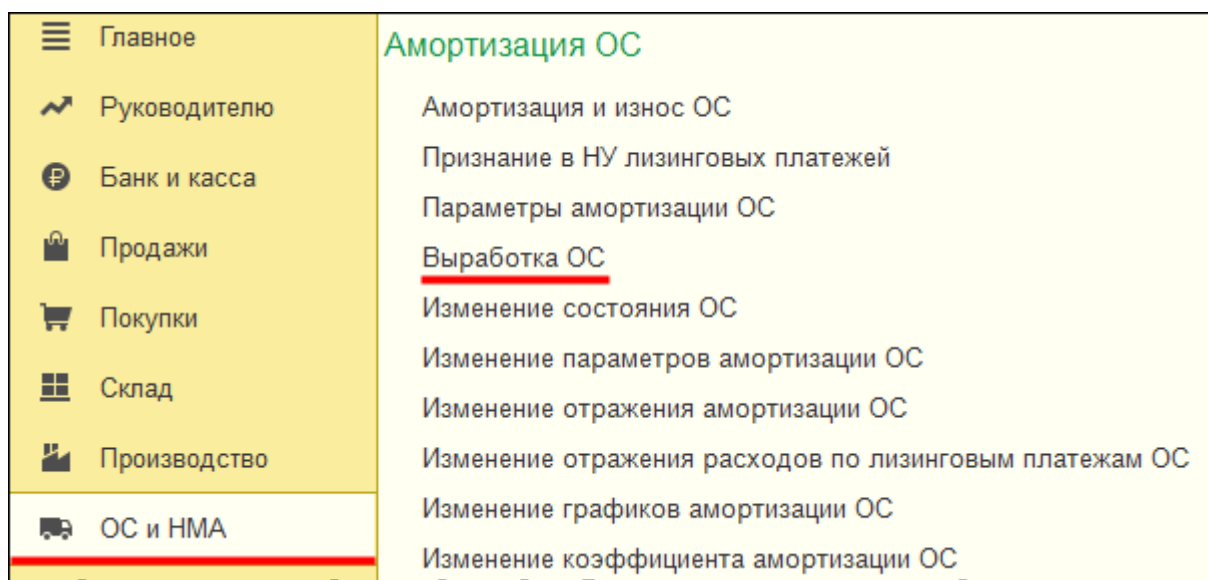 Главное
Руководителю
Банк и касса
Продажи
Покупки
Склад
Производство
ОС и НМА
Амортизация ОС
Амортизация и износ ОС
Признание в НУ лизинговых платежей
Параметры амортизации ОС
Выработка ОС
Изменение состояния ОС
Изменение параметров амортизации ОС
Изменение отражения амортизации ОС
Изменение отражения расходов по лизинговым платежам ОС
Изменение графиков амортизации ОС
Изменение коэффициента амортизации ОС